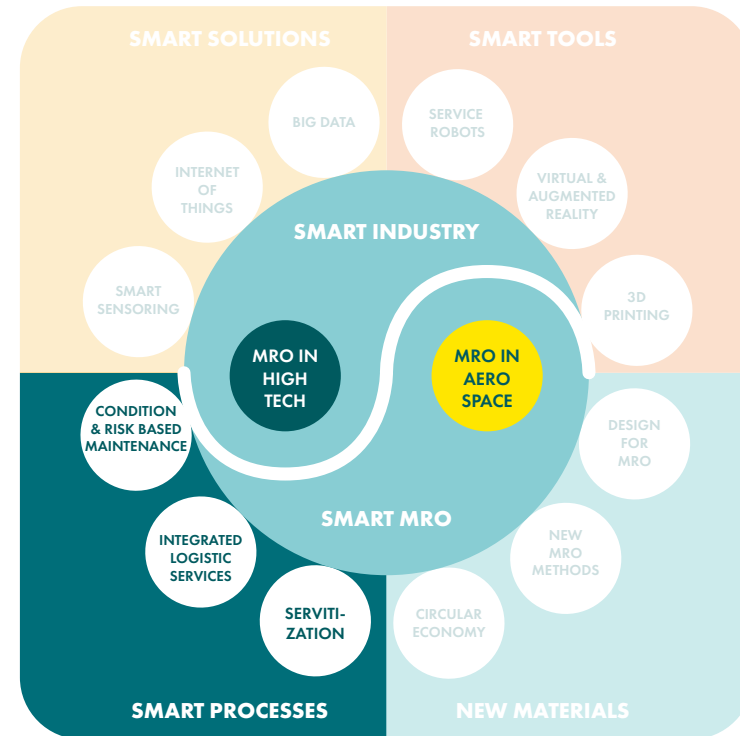 SMART SOLUTIONS
SMART TOOLS
BIG DATA
SERVICE
ROBOTS
INTERNET
OF
THINGS
VIRTUAL &
AUGMENTED
REALITY
SMART INDUSTRY
SMART
SENSORING
3D
PRINTING
MRO IN
HIGH
TECH
MRO IN
AERO
SPACE
CONDITION
& RISK BASED
MAINTENANCE
DESIGN
FOR
MRO
SMART MRO
INTEGRATED
LOGISTIC
SERVICES
NEW
MRO
METHODS
SERVITI-
ZATION
CIRCULAR
ECONOMY
SMART PROCESSES
NEW MATERIALS